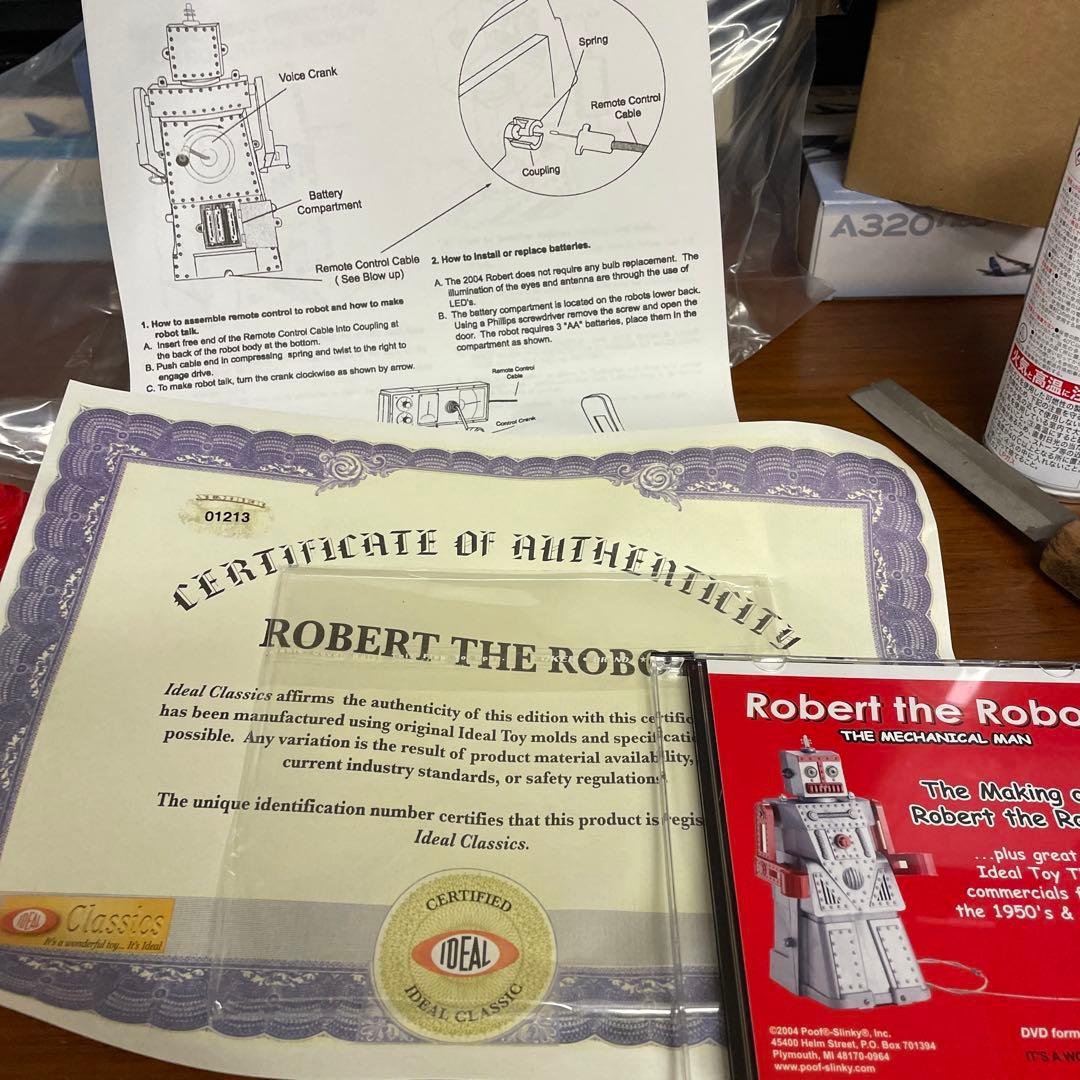 Voice Crank
Battery
Compartment
Remote Control Cable
( See Blow up)
Spring
Remote Control
Cable
Coupling
1. How to assemble remote control to robot and how to make
robot talk.
A. Insert free end of the Remote Control Cable into Coupling at
the back of the robot body at the bottom.
B. Push cable end in compressing spring and twist to the right to
engage drive.
C. To make robot talk, turn the crank clockwise as shown by arrow.
2. How to install or replace batteries.
A. The 2004 Robert does not require any bulb replacement. The
illumination of the eyes and antenna are through the use of
LED's.
B. The battery compartment is located on the robots lower back.
Using a Phillips screwdriver remove the screw and open the
door. The robot requires 3 "AA" batteries, place them in the
compartment as shown.
Remote Control
Cable
Control Crank
A320
火気と高温に
01213
CERTIFICATE OF AUTHENTICITY
ROBERT THE ROBO
Ideal Classics affirms the authenticity of this edition with this certific
has been manufactured using original Ideal Toy molds and specificatio
possible. Any variation is the result of product material availability,
current industry standards, or safety regulations.
The unique identification number certifies that this product is regis
Ideal Classics.
IDEAL Classics
It's a wonderful toy... It's Ideal
CERTIFIED
IDEAL
IDEAL CLASSIC
Robert the Robo
THE MECHANICAL MAN
The Making o
Robert the Ro
...plus great
Ideal Toy T
commercials f
the 1950's &
©2004 Poof®-Slinky®, Inc.
45400 Helm Street, P.O. Box 701394
Plymouth, MI 48170-0964
www.poof-slinky.com
DVD form
IT'S A WO